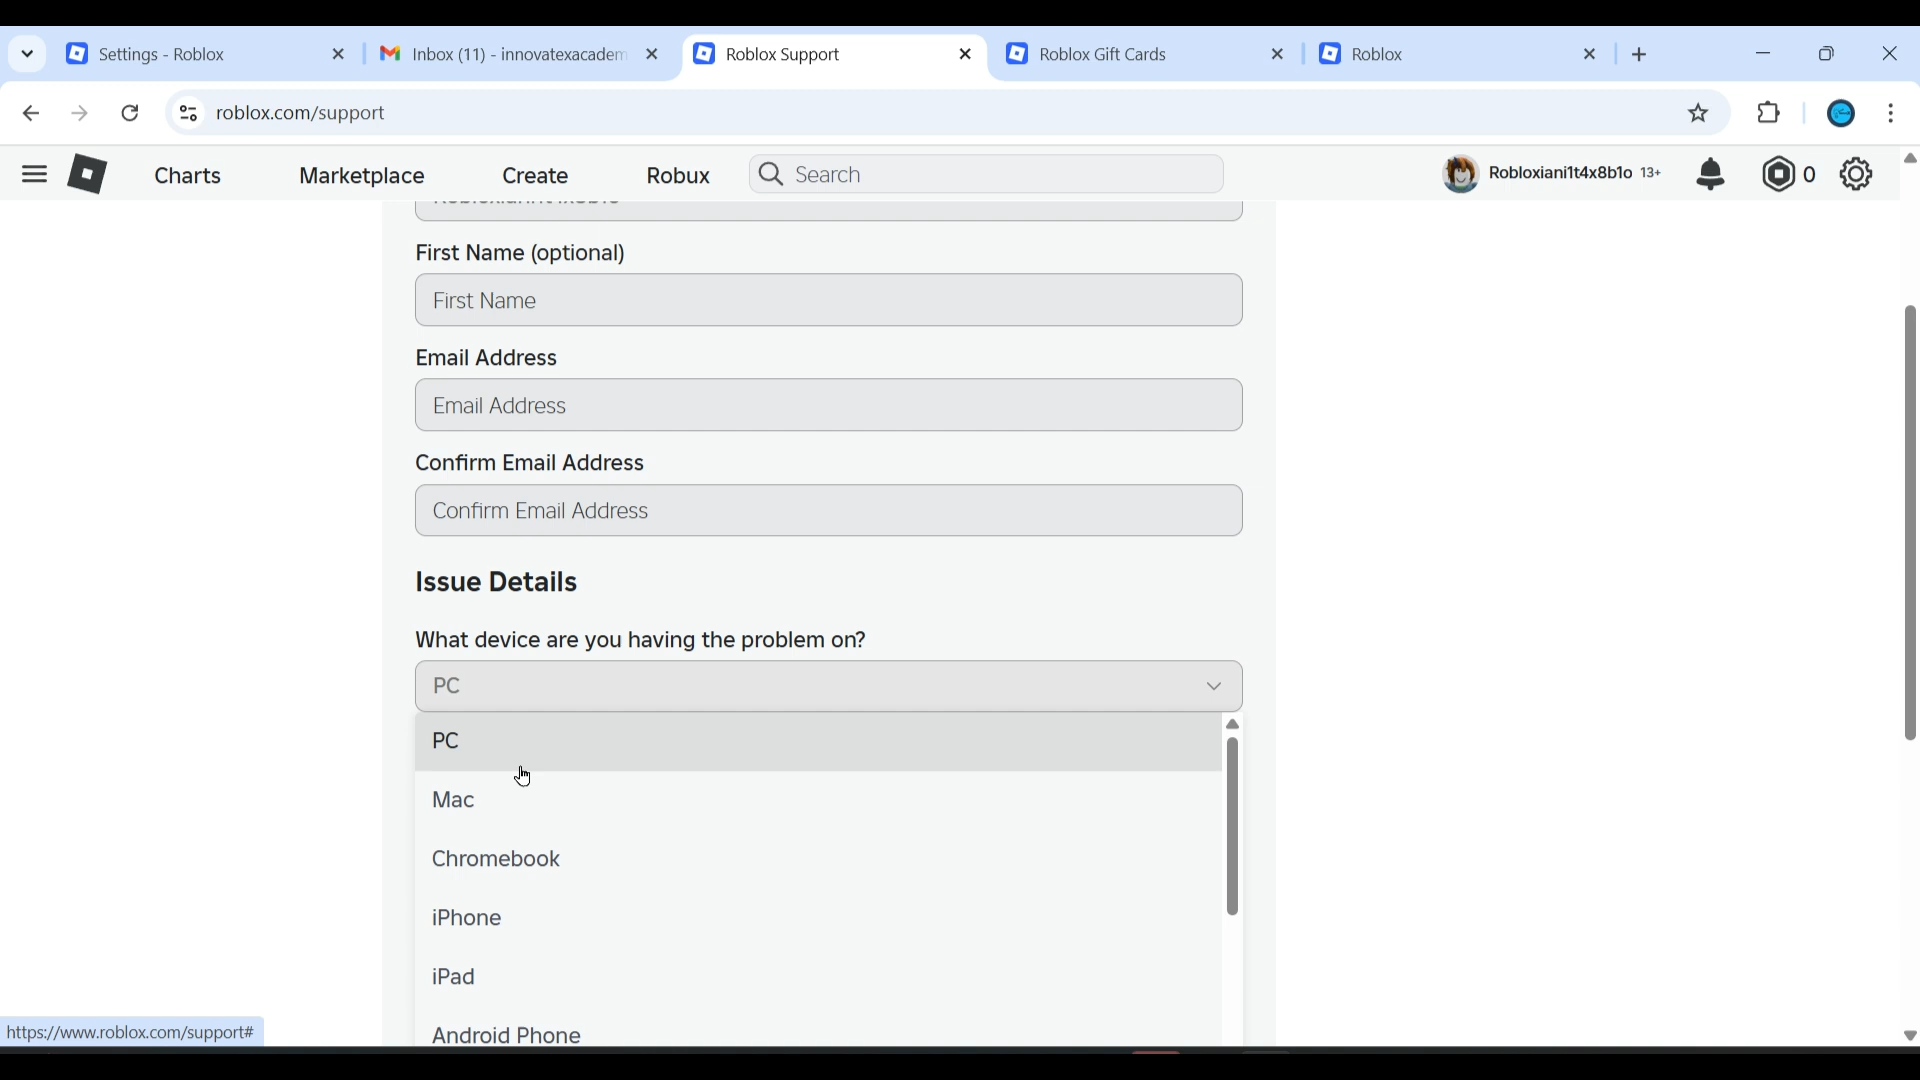 Settings - Roblox
Inbox (11) - innovatexacadem
Roblox Support
Roblox Gift Cards
Roblox
roblox.com/support
Charts
Marketplace
Create
Robux
Search
Robloxiani1t4x8b1o 13+
0
First Name (optional)
First Name
Email Address
Email Address
Confirm Email Address
Confirm Email Address
Issue Details
What device are you having the problem on?
PC
PC
Mac
Chromebook
iPhone
iPad
Android Phone
https://www.roblox.com/support#